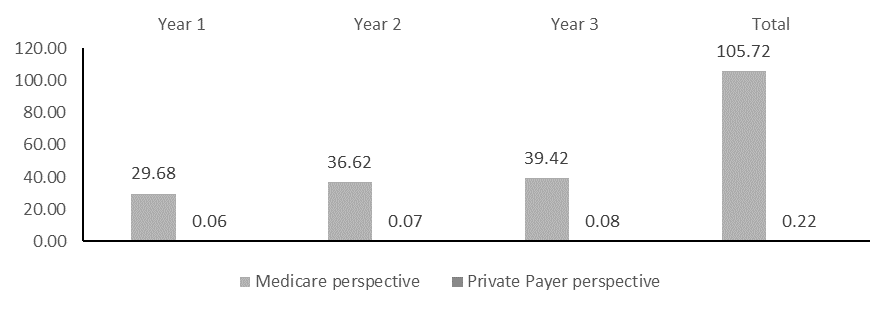 Year 1 Year 2 Year 3 Total
120.00
100.00
80.00
60.00
40.00
20.00
0.00
105.72
29.68 36.62 39.42
0.06 0.07 0.08 0.22
Medicare perspective Private Payer perspective